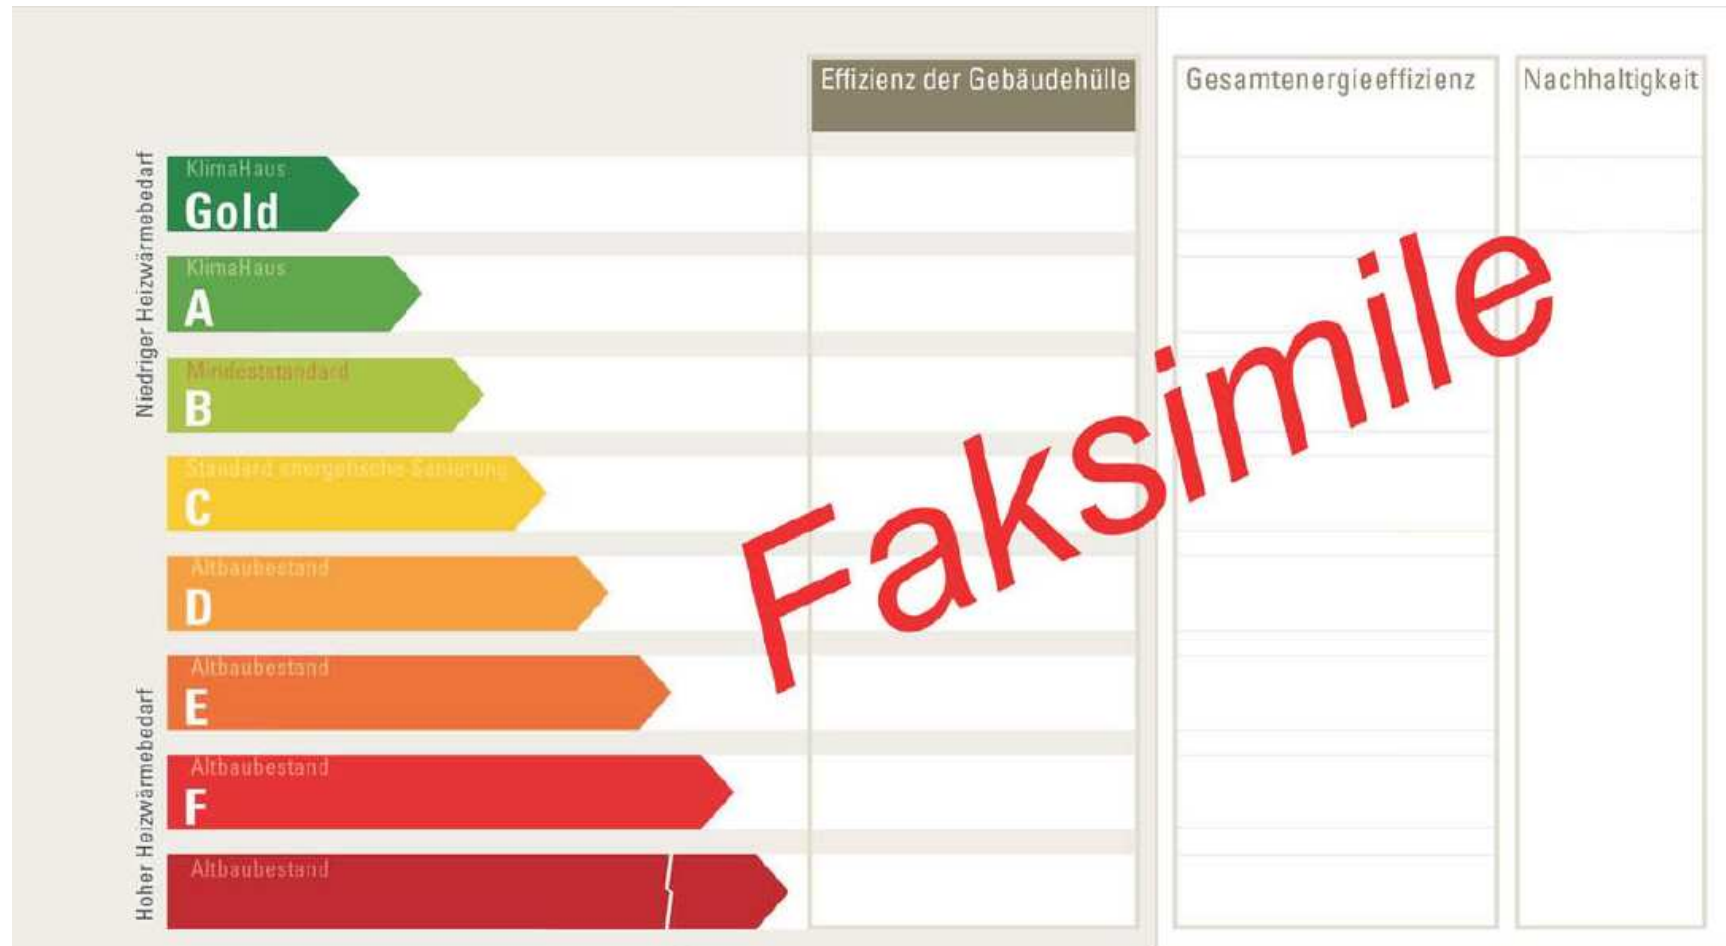 Effizienz der Gebäudehülle
Gesamtenergieeffizienz
Nachhaltigkeit
Niedriger Heizwärmebedarf
KlimaHaus
Gold
KlimaHaus
A
Mindeststandard
B
Standard energetische Sanierung
C
Altbaubestand
D
Hoher Heizwärmebedarf
Altbaubestand
E
Altbaubestand
F
Altbaubestand
Faksimile